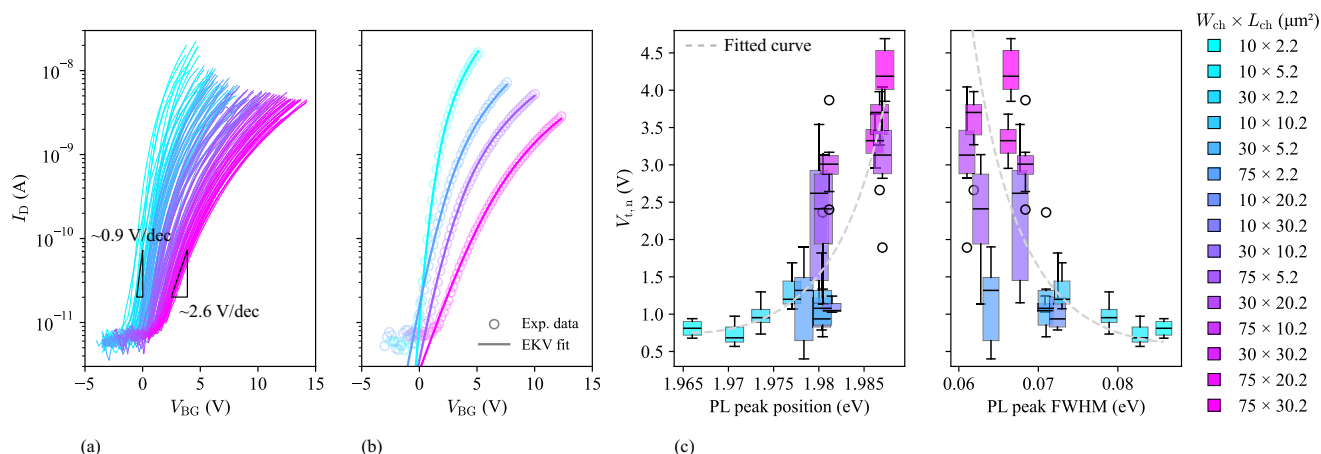 10⁻⁸
10⁻⁹
10⁻¹⁰
10⁻¹¹
I_D (A)
~0.9 V/dec
~2.6 V/dec
−5 0 5 10 15
V_BG (V)
(a)
Exp. data
EKV fit
−5 0 5 10 15
V_BG (V)
(b)
Fitted curve
4.5
4.0
3.5
3.0
2.5
2.0
1.5
1.0
0.5
V_t,n (V)
1.965 1.97 1.975 1.98 1.985
PL peak position (eV)
(c)
0.06 0.07 0.08
PL peak FWHM (eV)
W_ch × L_ch (μm²)
10 × 2.2
10 × 5.2
30 × 2.2
10 × 10.2
30 × 5.2
75 × 2.2
10 × 20.2
10 × 30.2
30 × 10.2
75 × 5.2
30 × 20.2
75 × 10.2
30 × 30.2
75 × 20.2
75 × 30.2